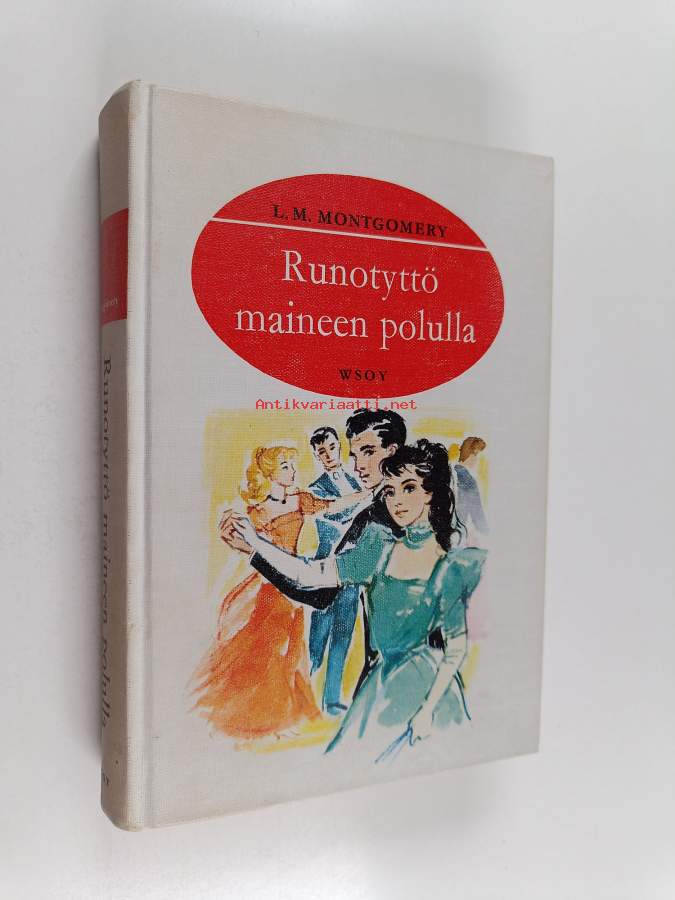 L. M. MONTGOMERY
Runotyttö
maineen polulla
WSOY
Antikvariaatti.net
Runotyttö maineen polulla